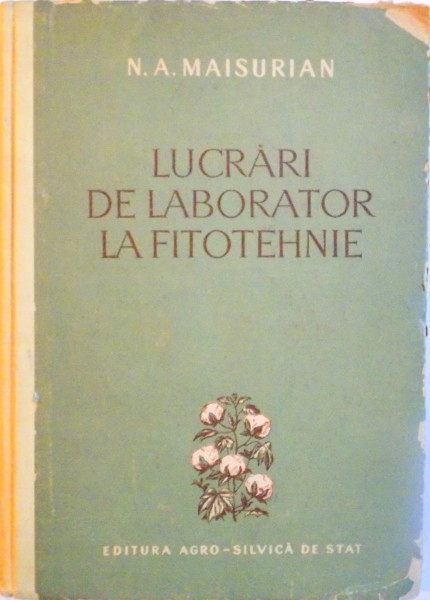 N. A. MAISURIAN
LUCRĂRI
DE LABORATOR
LA FITOTEHNIE
EDITURA AGRO-SILVICĂ DE STAT